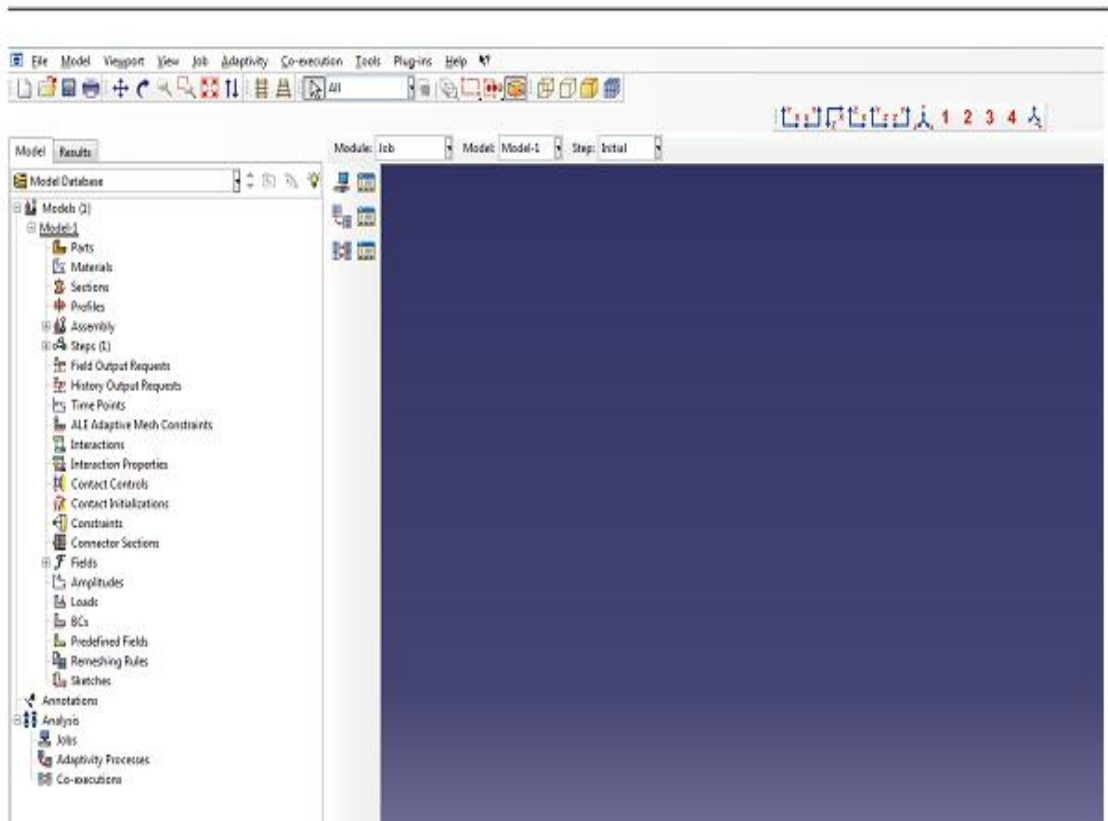 File Model Viewport View Job Adaptivity Co-execution Tools Plug-ins Help
All
1 2 3 4
Model Results
Module: Job Model: Model-1 Step: Initial
Model Database
Models (1)
Model-1
Parts
Materials
Sections
Profiles
Assembly
Steps (1)
Field Output Requests
History Output Requests
Time Points
ALE Adaptive Mesh Constraints
Interactions
Interaction Properties
Contact Controls
Contact Initializations
Constraints
Connector Sections
Fields
Amplitudes
Loads
BCs
Predefined Fields
Remeshing Rules
Sketches
Annotations
Analysis
Jobs
Adaptivity Processes
Co-executions